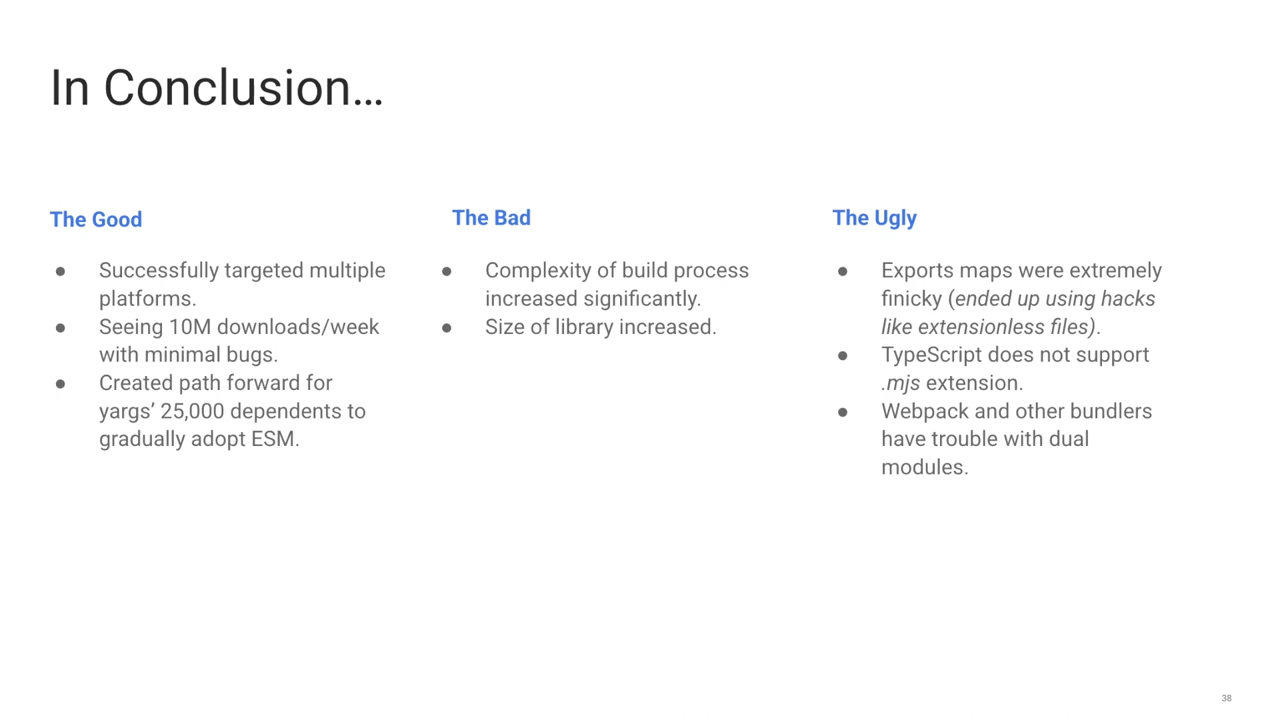 In Conclusion…
The Good
● Successfully targeted multiple
platforms.
● Seeing 10M downloads/week
with minimal bugs.
● Created path forward for
yargs’ 25,000 dependents to
gradually adopt ESM.
The Bad
● Complexity of build process
increased significantly.
● Size of library increased.
The Ugly
● Exports maps were extremely
finicky (ended up using hacks
like extensionless files).
● TypeScript does not support
.mjs extension.
● Webpack and other bundlers
have trouble with dual
modules.
38